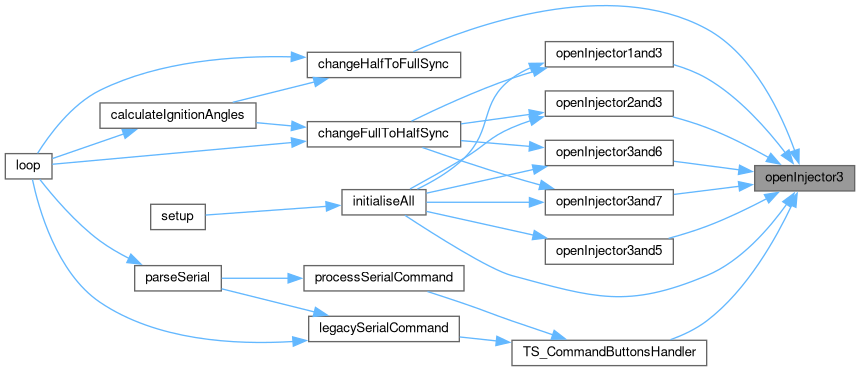 changeHalfToFullSync
openInjector1and3
calculateIgnitionAngles
openInjector2and3
changeFullToHalfSync
openInjector3and6
loop
openInjector3
initialiseAll
openInjector3and7
setup
openInjector3and5
parseSerial
processSerialCommand
legacySerialCommand
TS_CommandButtonsHandler